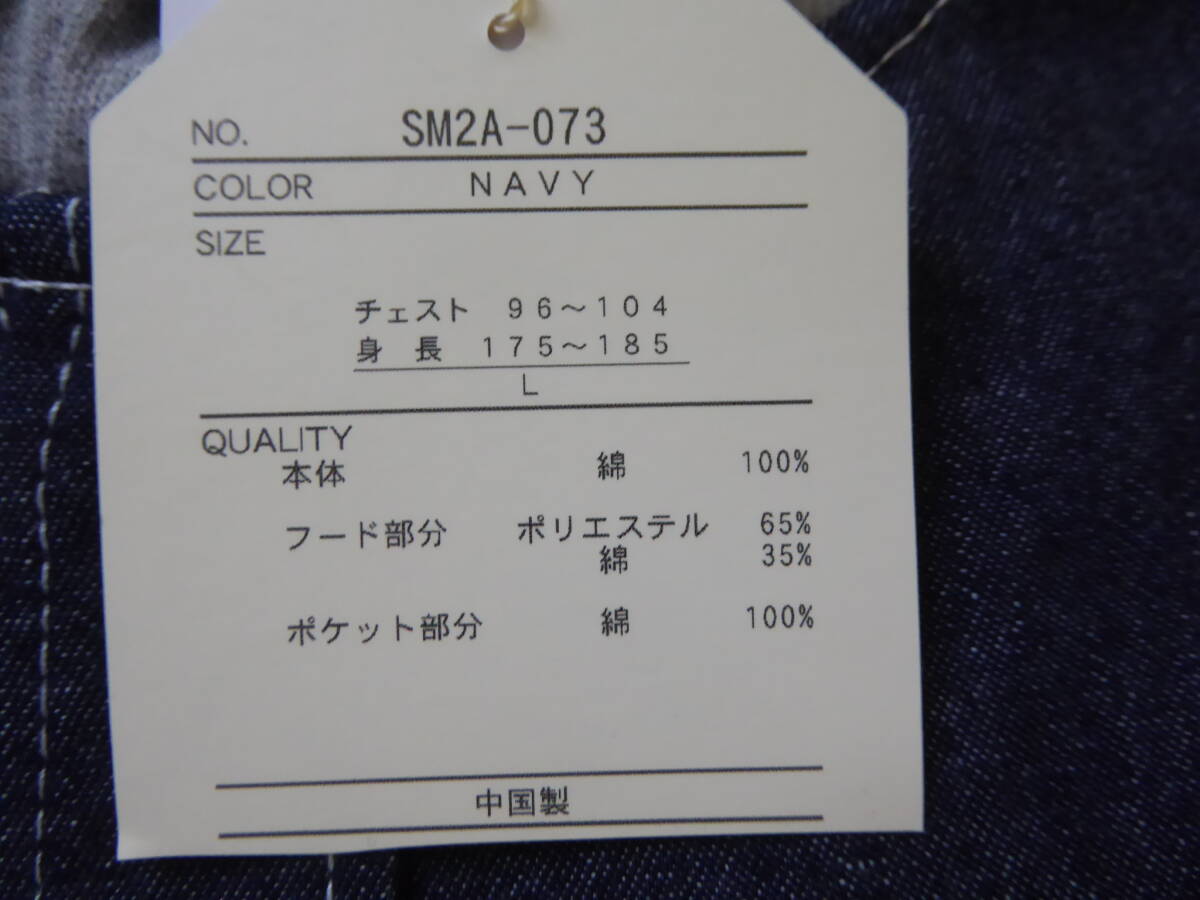 NO. SM2A-073
COLOR NAVY
SIZE
チェスト 96～104
身長 175～185
L
QUALITY
本体 綿 100%
フード部分 ポリエステル 65%
綿 35%
ポケット部分 綿 100%
中国製